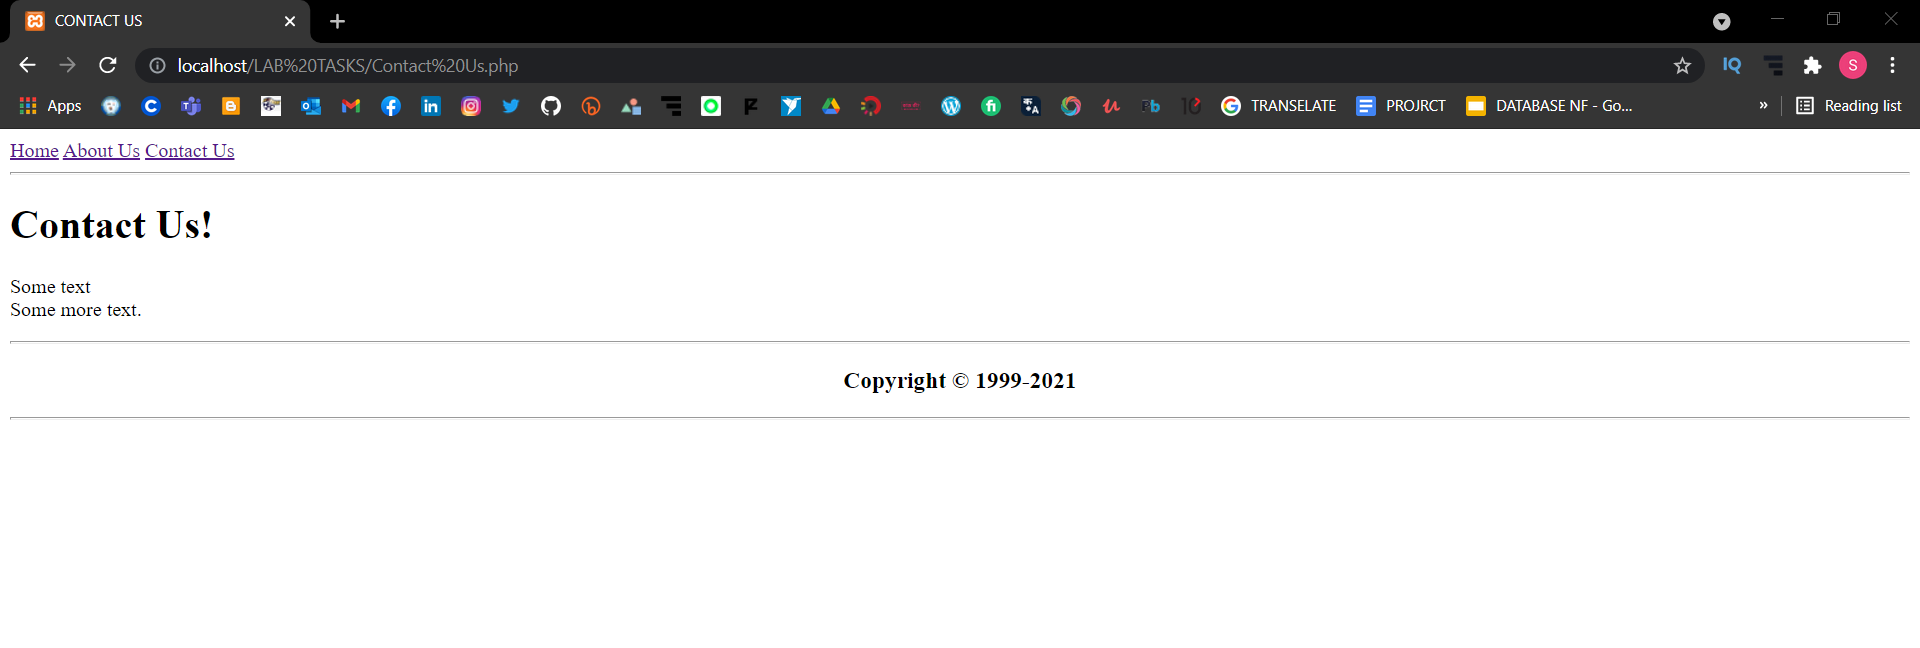 CONTACT US
localhost/LAB%20TASKS/Contact%20Us.php
IQ
S
Apps
TRANSELATE
PROJRCT
DATABASE NF - Go...
»
Reading list
Home About Us Contact Us
Contact Us!
Some text
Some more text.
Copyright © 1999-2021